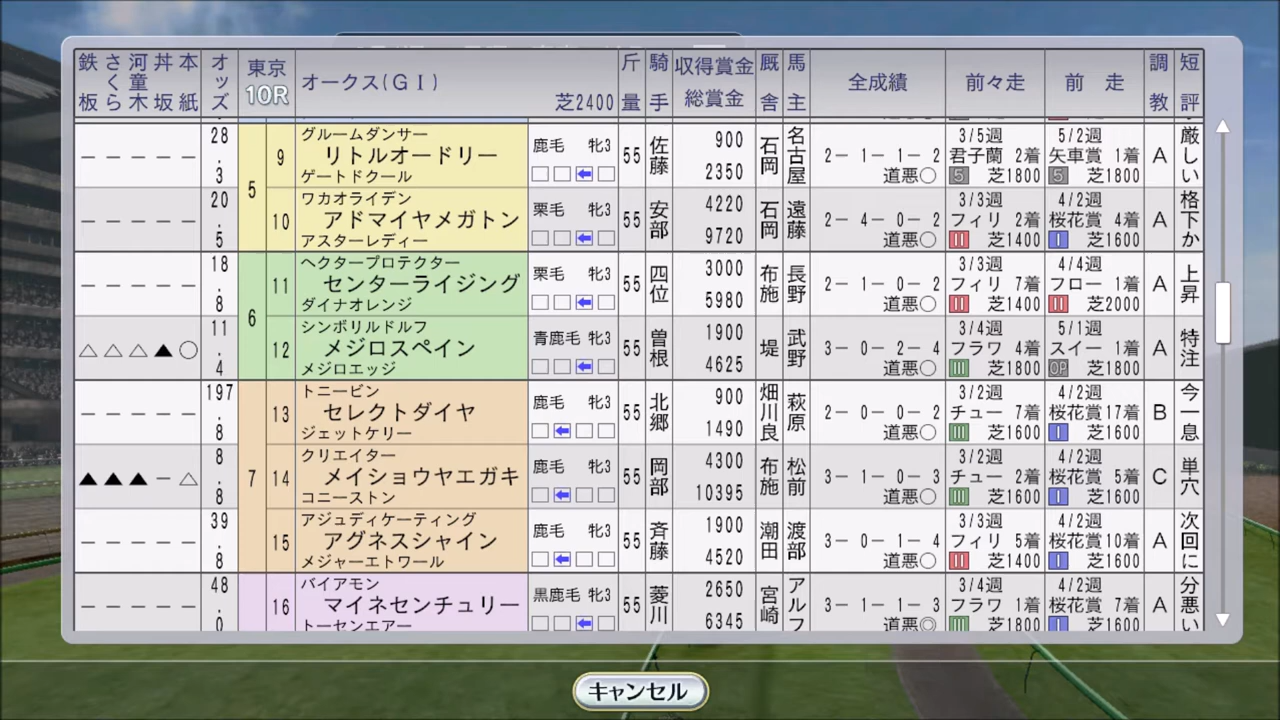 鉄板 さくら 河童木 丼坂 本紙 オッズ 東京10R オークス(GⅠ) 芝2400 斤量 騎手 収得賞金 総賞金 厩舎 馬主 全成績 前々走 前走 調教 短評
－ － － － － 28.3 5 9 グルームダンサー リトルオードリー ゲートドクール 鹿毛 牝3 55 佐藤 900 2350 石岡 名古屋 2－ 1－ 1－ 2 道悪○ 3/5週 君子蘭 2着 5 芝1800 5/2週 矢車賞 1着 5 芝1800 A 厳しい
－ － － － － 20.5 10 ワカオライデン アドマイヤメガトン アスターレディー 栗毛 牝3 55 安部 4220 9720 石岡 遠藤 2－ 4－ 0－ 2 道悪○ 3/3週 フィリ 2着 Ⅱ 芝1400 4/2週 桜花賞 4着 Ⅰ 芝1600 A 格下か
－ － － － － 18.8 6 11 ヘクタープロテクター センターライジング ダイナオレンジ 栗毛 牝3 55 四位 3000 5980 布施 長野 2－ 1－ 0－ 2 道悪○ 3/3週 フィリ 7着 Ⅱ 芝1400 4/4週 フロー 1着 Ⅱ 芝2000 A 上昇
△ △ △ ▲ ○ 11.4 12 シンボリルドルフ メジロスペイン メジロエッジ 青鹿毛 牝3 55 曽根 1900 4625 堤 武野 3－ 0－ 2－ 4 道悪○ 3/4週 フラワ 4着 Ⅲ 芝1800 5/1週 スイー 1着 OP 芝1800 A 特注
－ － － － － 197.8 7 13 トニービン セレクトダイヤ ジェットケリー 鹿毛 牝3 55 北郷 900 1490 畑川良 萩原 2－ 0－ 0－ 2 道悪○ 3/2週 チュー 7着 Ⅲ 芝1600 4/2週 桜花賞17着 Ⅰ 芝1600 B 今一息
▲ ▲ ▲ － △ 8.8 14 クリエイター メイショウヤエガキ コニーストン 鹿毛 牝3 55 岡部 4300 10395 布施 松前 3－ 1－ 0－ 3 道悪○ 3/2週 チュー 2着 Ⅲ 芝1600 4/2週 桜花賞 5着 Ⅰ 芝1600 C 単穴
－ － － － － 39.8 15 アジュディケーティング アグネスシャイン メジャーエトワール 鹿毛 牝3 55 斉藤 1900 4520 潮田 渡部 3－ 0－ 1－ 4 道悪○ 3/3週 フィリ 5着 Ⅱ 芝1400 4/2週 桜花賞10着 Ⅰ 芝1600 A 次回に
－ － － － － 48.0 16 バイアモン マイネセンチュリー トーセンエアー 黒鹿毛 牝3 55 菱川 2650 6345 宮崎 アルフ 3－ 1－ 1－ 3 道悪◎ 3/4週 フラワ 1着 Ⅲ 芝1800 4/2週 桜花賞 7着 Ⅰ 芝1600 A 分悪い
キャンセル